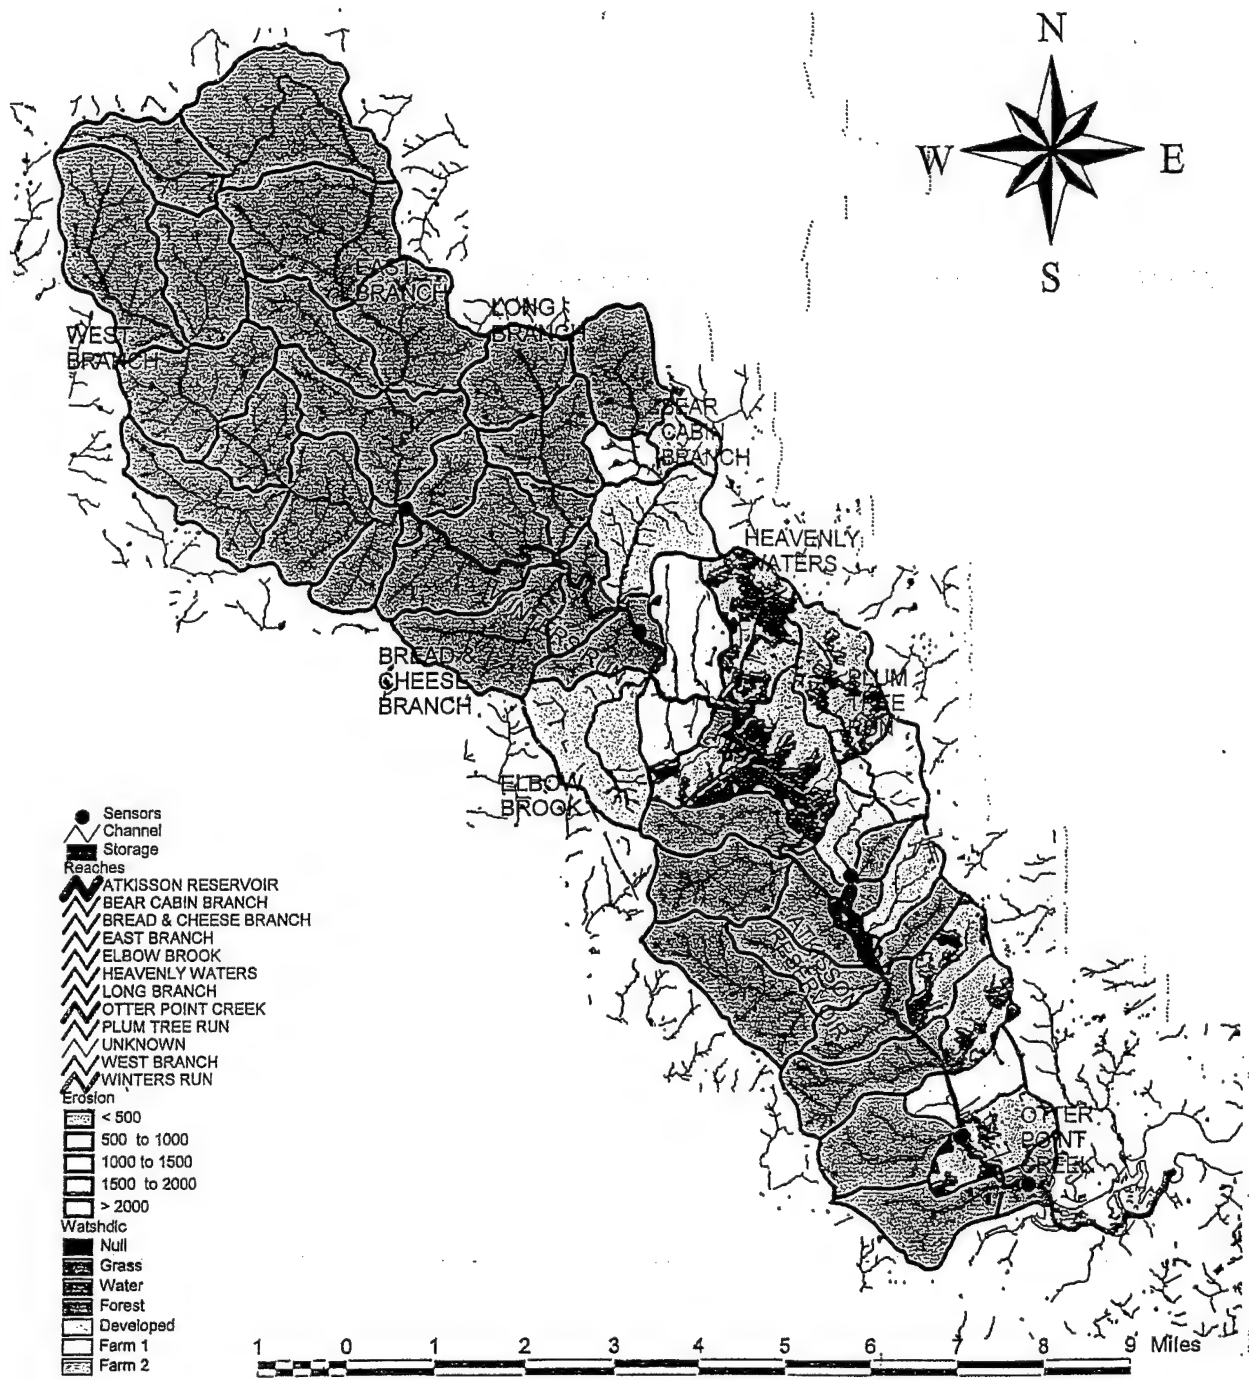 N
W
E
S
EAST
BRANCH
LONG
BRANCH
WEST
BRANCH
BEAR
CABIN
BRANCH
HEAVENLY
WATERS
BREAD &
CHEESE
BRANCH
RUN
PLUM
TREE
RUN
ELBOW
BROOK
OTTER
POINT
CREEK
Sensors
Channel
Storage
Reaches
ATKISSON RESERVOIR
BEAR CABIN BRANCH
BREAD & CHEESE BRANCH
EAST BRANCH
ELBOW BROOK
HEAVENLY WATERS
LONG BRANCH
OTTER POINT CREEK
PLUM TREE RUN
UNKNOWN
WEST BRANCH
WINTERS RUN
Erosion
< 500
500 to 1000
1000 to 1500
1500 to 2000
> 2000
Watshdlc
Null
Grass
Water
Forest
Developed
Farm 1
Farm 2
1 0 1 2 3 4 5 6 7 8 9 Miles